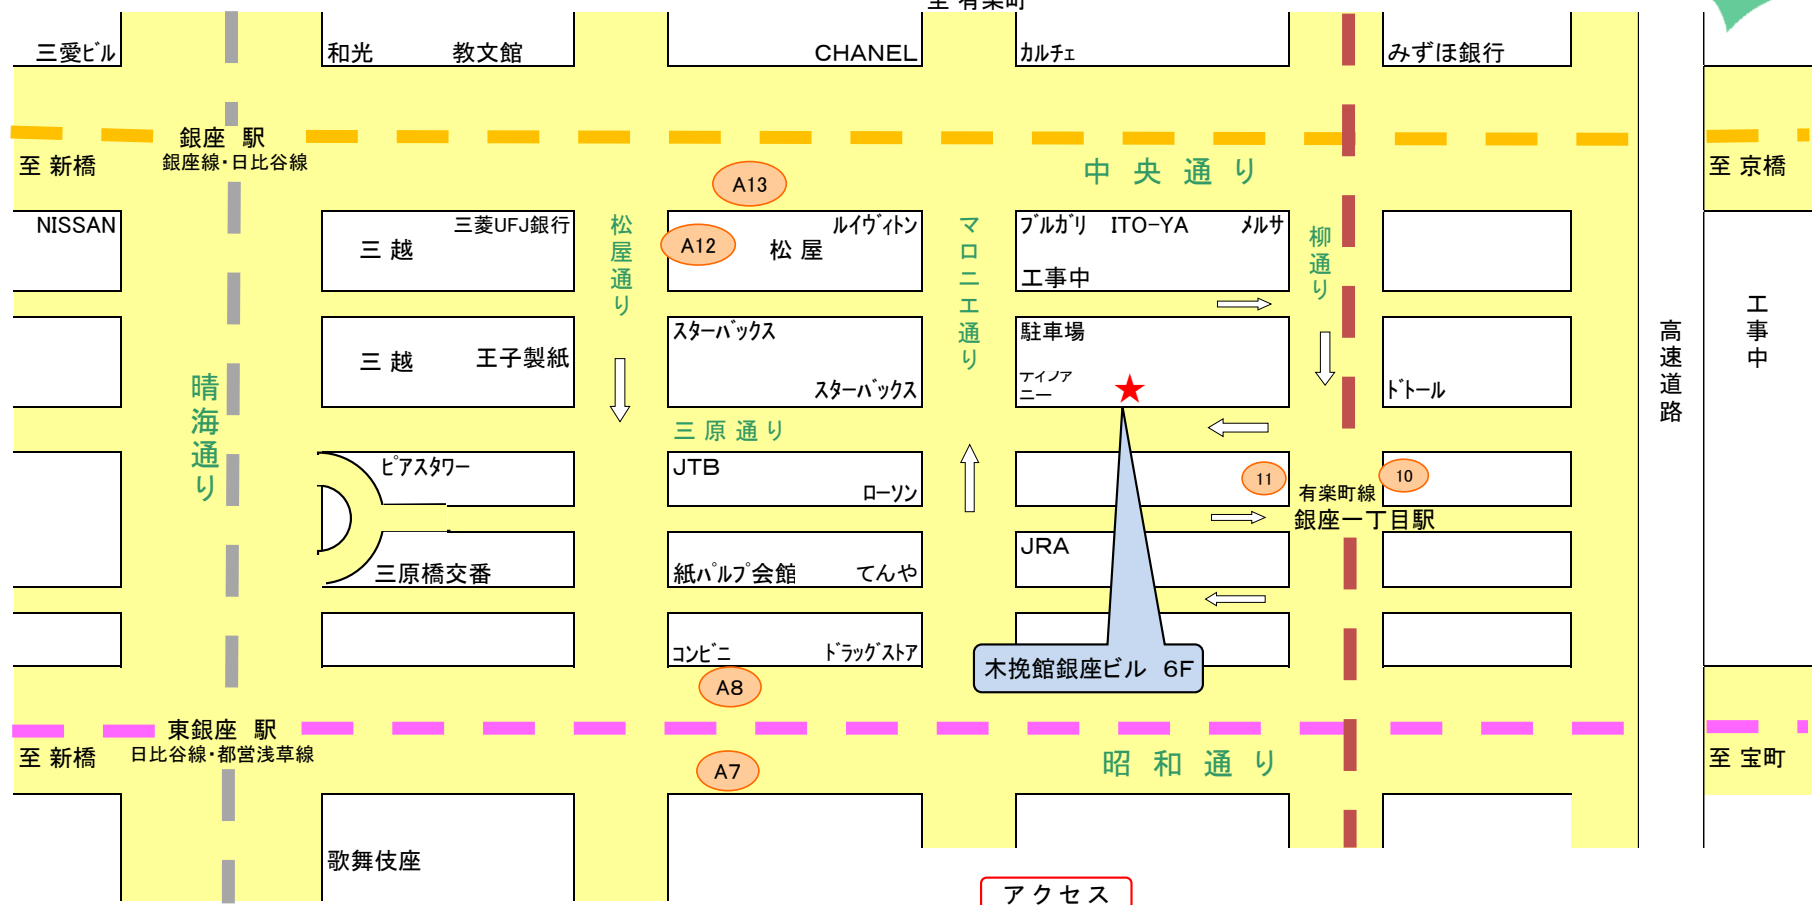 至 有楽町
三愛ビル
和光
教文館
CHANEL
カルチェ
みずほ銀行
銀座 駅
銀座線・日比谷線
至 新橋
A13
中央通り
至 京橋
NISSAN
三越
三菱UFJ銀行
松屋通り
A12
松屋
ルイヴィトン
マロニエ通り
ブルガリ
ITO-YA
メルサ
工事中
柳通り
工事中
高速道路
晴海通り
三越
王子製紙
スターバックス
スターバックス
駐車場
ティファ
ニー
ドトール
三原通り
ピアスタワー
JTB
ローソン
11
10
有楽町線
銀座一丁目駅
三原橋交番
紙パルプ会館
てんや
JRA
コンビニ
ドラッグストア
木挽館銀座ビル 6F
A8
東銀座 駅
日比谷線・都営浅草線
至 新橋
A7
昭和通り
至 宝町
歌舞伎座
アクセス